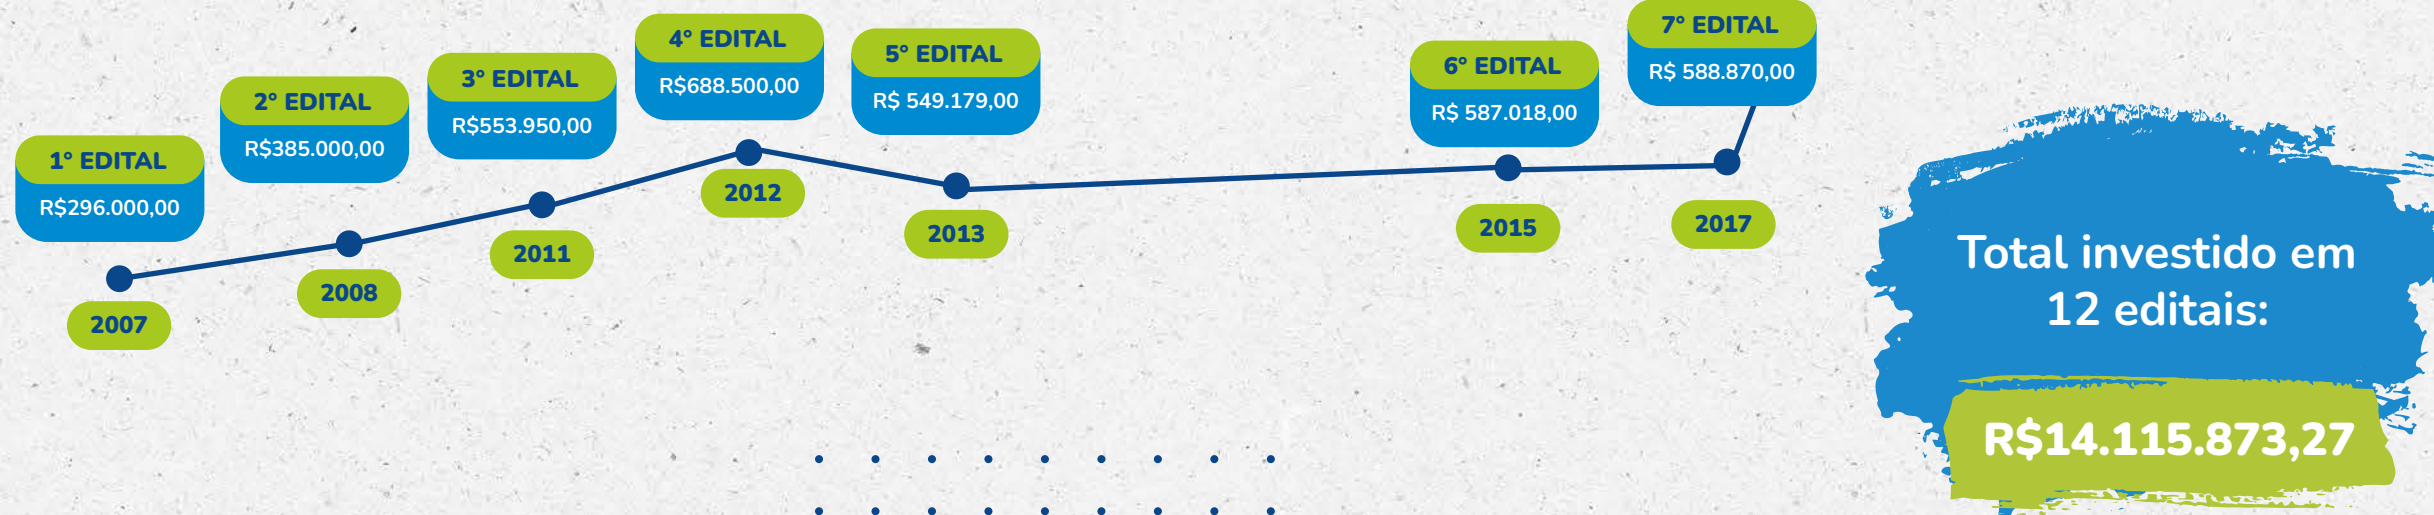 1° EDITAL
R$296.000,00
2007
2° EDITAL
R$385.000,00
2008
3° EDITAL
R$553.950,00
2011
4° EDITAL
R$688.500,00
2012
5° EDITAL
R$ 549.179,00
2013
6° EDITAL
R$ 587.018,00
2015
7° EDITAL
R$ 588.870,00
2017
Total investido em
12 editais:
R$14.115.873,27